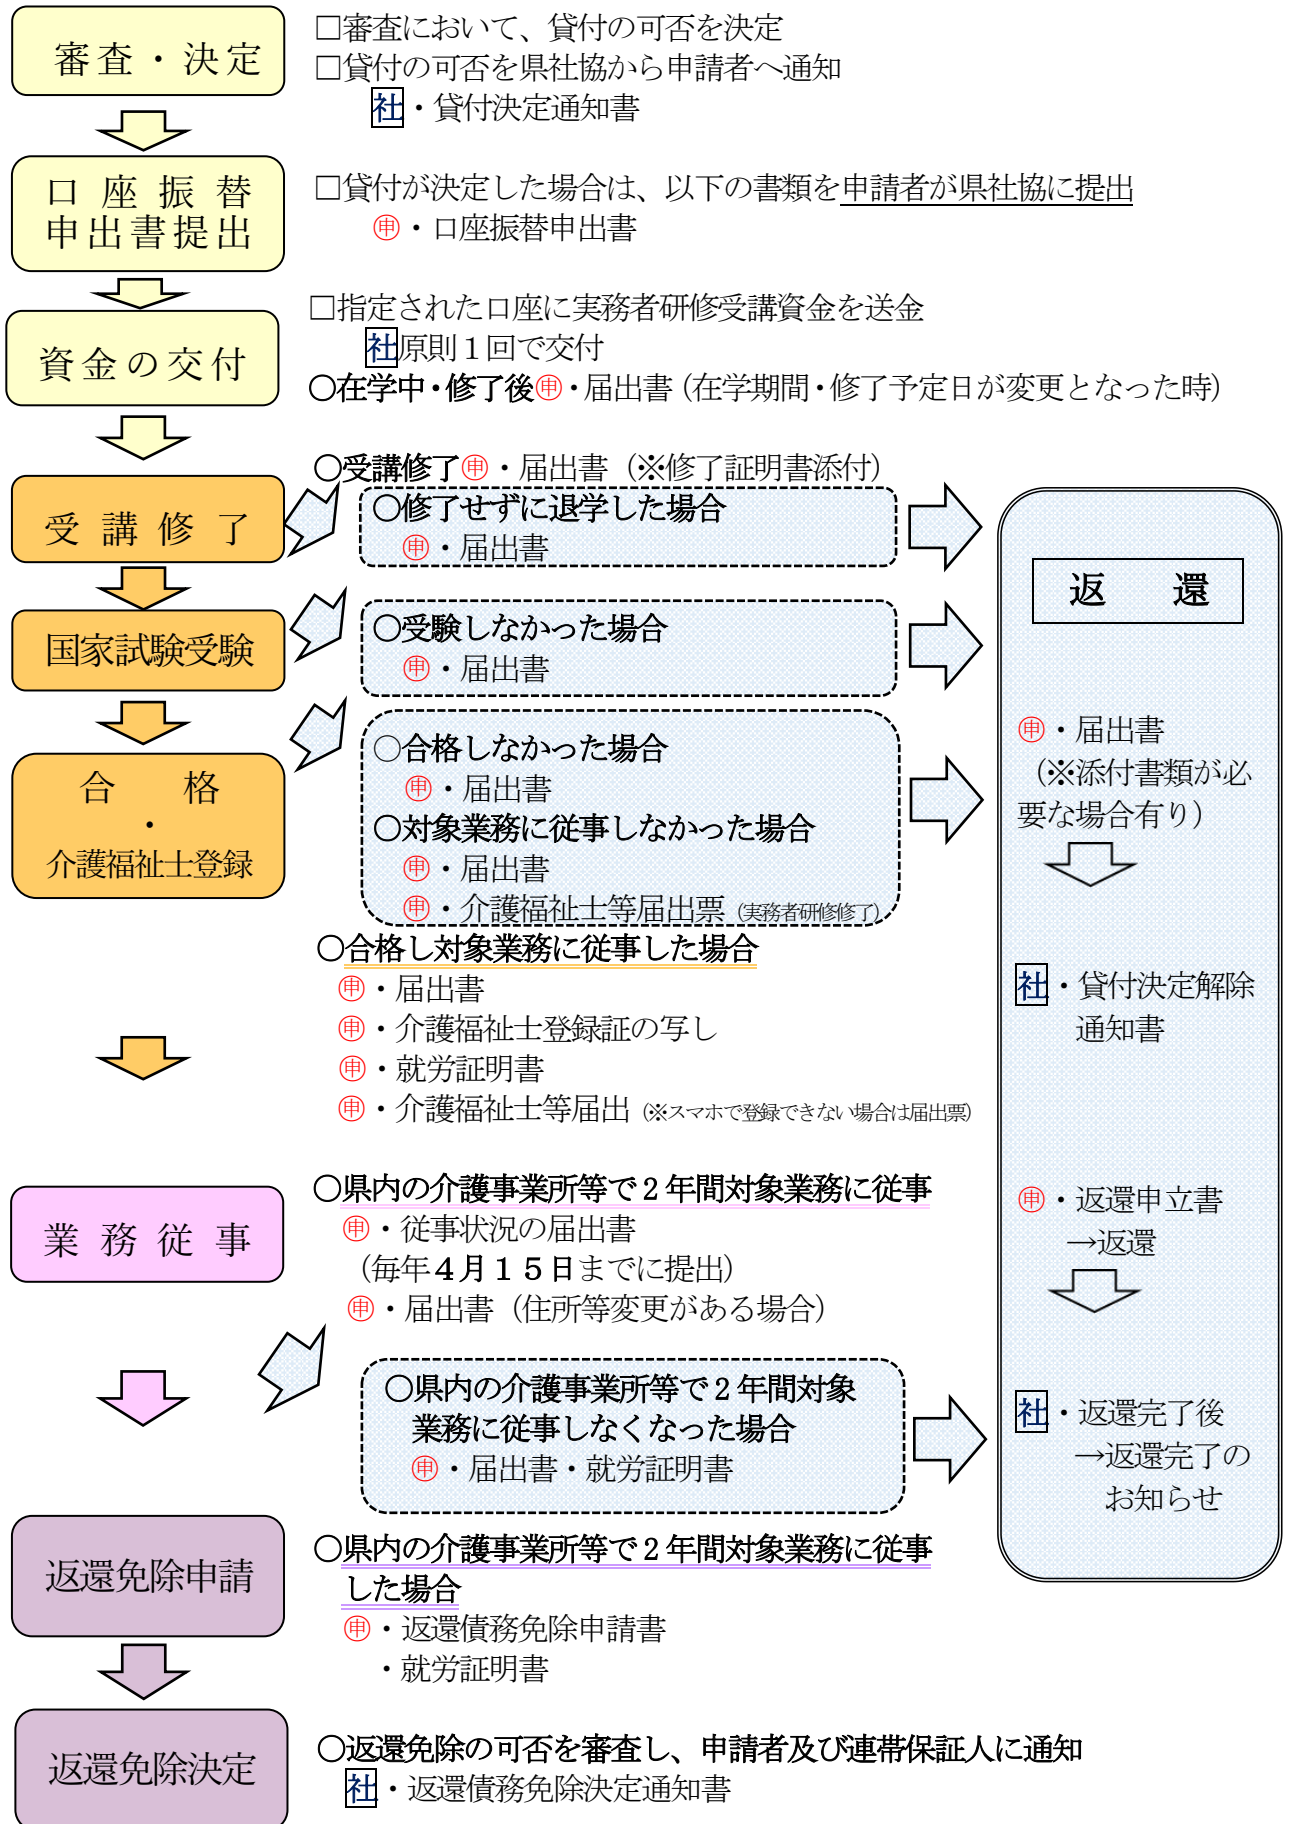 審査・決定
□審査において、貸付の可否を決定
□貸付の可否を県社協から申請者へ通知
社・貸付決定通知書
口座振替
申出書提出
□貸付が決定した場合は、以下の書類を申請者が県社協に提出
㊥・口座振替申出書
資金の交付
□指定された口座に実務者研修受講資金を送金
社原則１回で交付
〇在学中・修了後申・届出書（在学期間・修了予定日が変更となった時）
受講修了
〇受講修了申・届出書（※修了証明書添付）
〇修了せずに退学した場合
申・届出書
国家試験受験
〇受験しなかった場合
申・届出書
合格
・
介護福祉士登録
〇合格しなかった場合
申・届出書
〇対象業務に従事しなかった場合
申・届出書
申・介護福祉士等届出票（実務者研修修了）
〇合格し対象業務に従事した場合
申・届出書
申・介護福祉士登録証の写し
申・就労証明書
申・介護福祉士等届出（※スマホで登録できない場合は届出票）
業務従事
〇県内の介護事業所等で２年間対象業務に従事
申・従事状況の届出書
（毎年４月１５日までに提出）
申・届出書（住所等変更がある場合）
〇県内の介護事業所等で２年間対象
業務に従事しなくなった場合
申・届出書・就労証明書
返還
申・届出書
（※添付書類が必
要な場合有り）
社・貸付決定解除
通知書
申・返還申立書
→返還
社・返還完了後
→返還完了の
お知らせ
返還免除申請
〇県内の介護事業所等で２年間対象業務に従事
した場合
申・返還債務免除申請書
・就労証明書
返還免除決定
〇返還免除の可否を審査し、申請者及び連帯保証人に通知
社・返還債務免除決定通知書